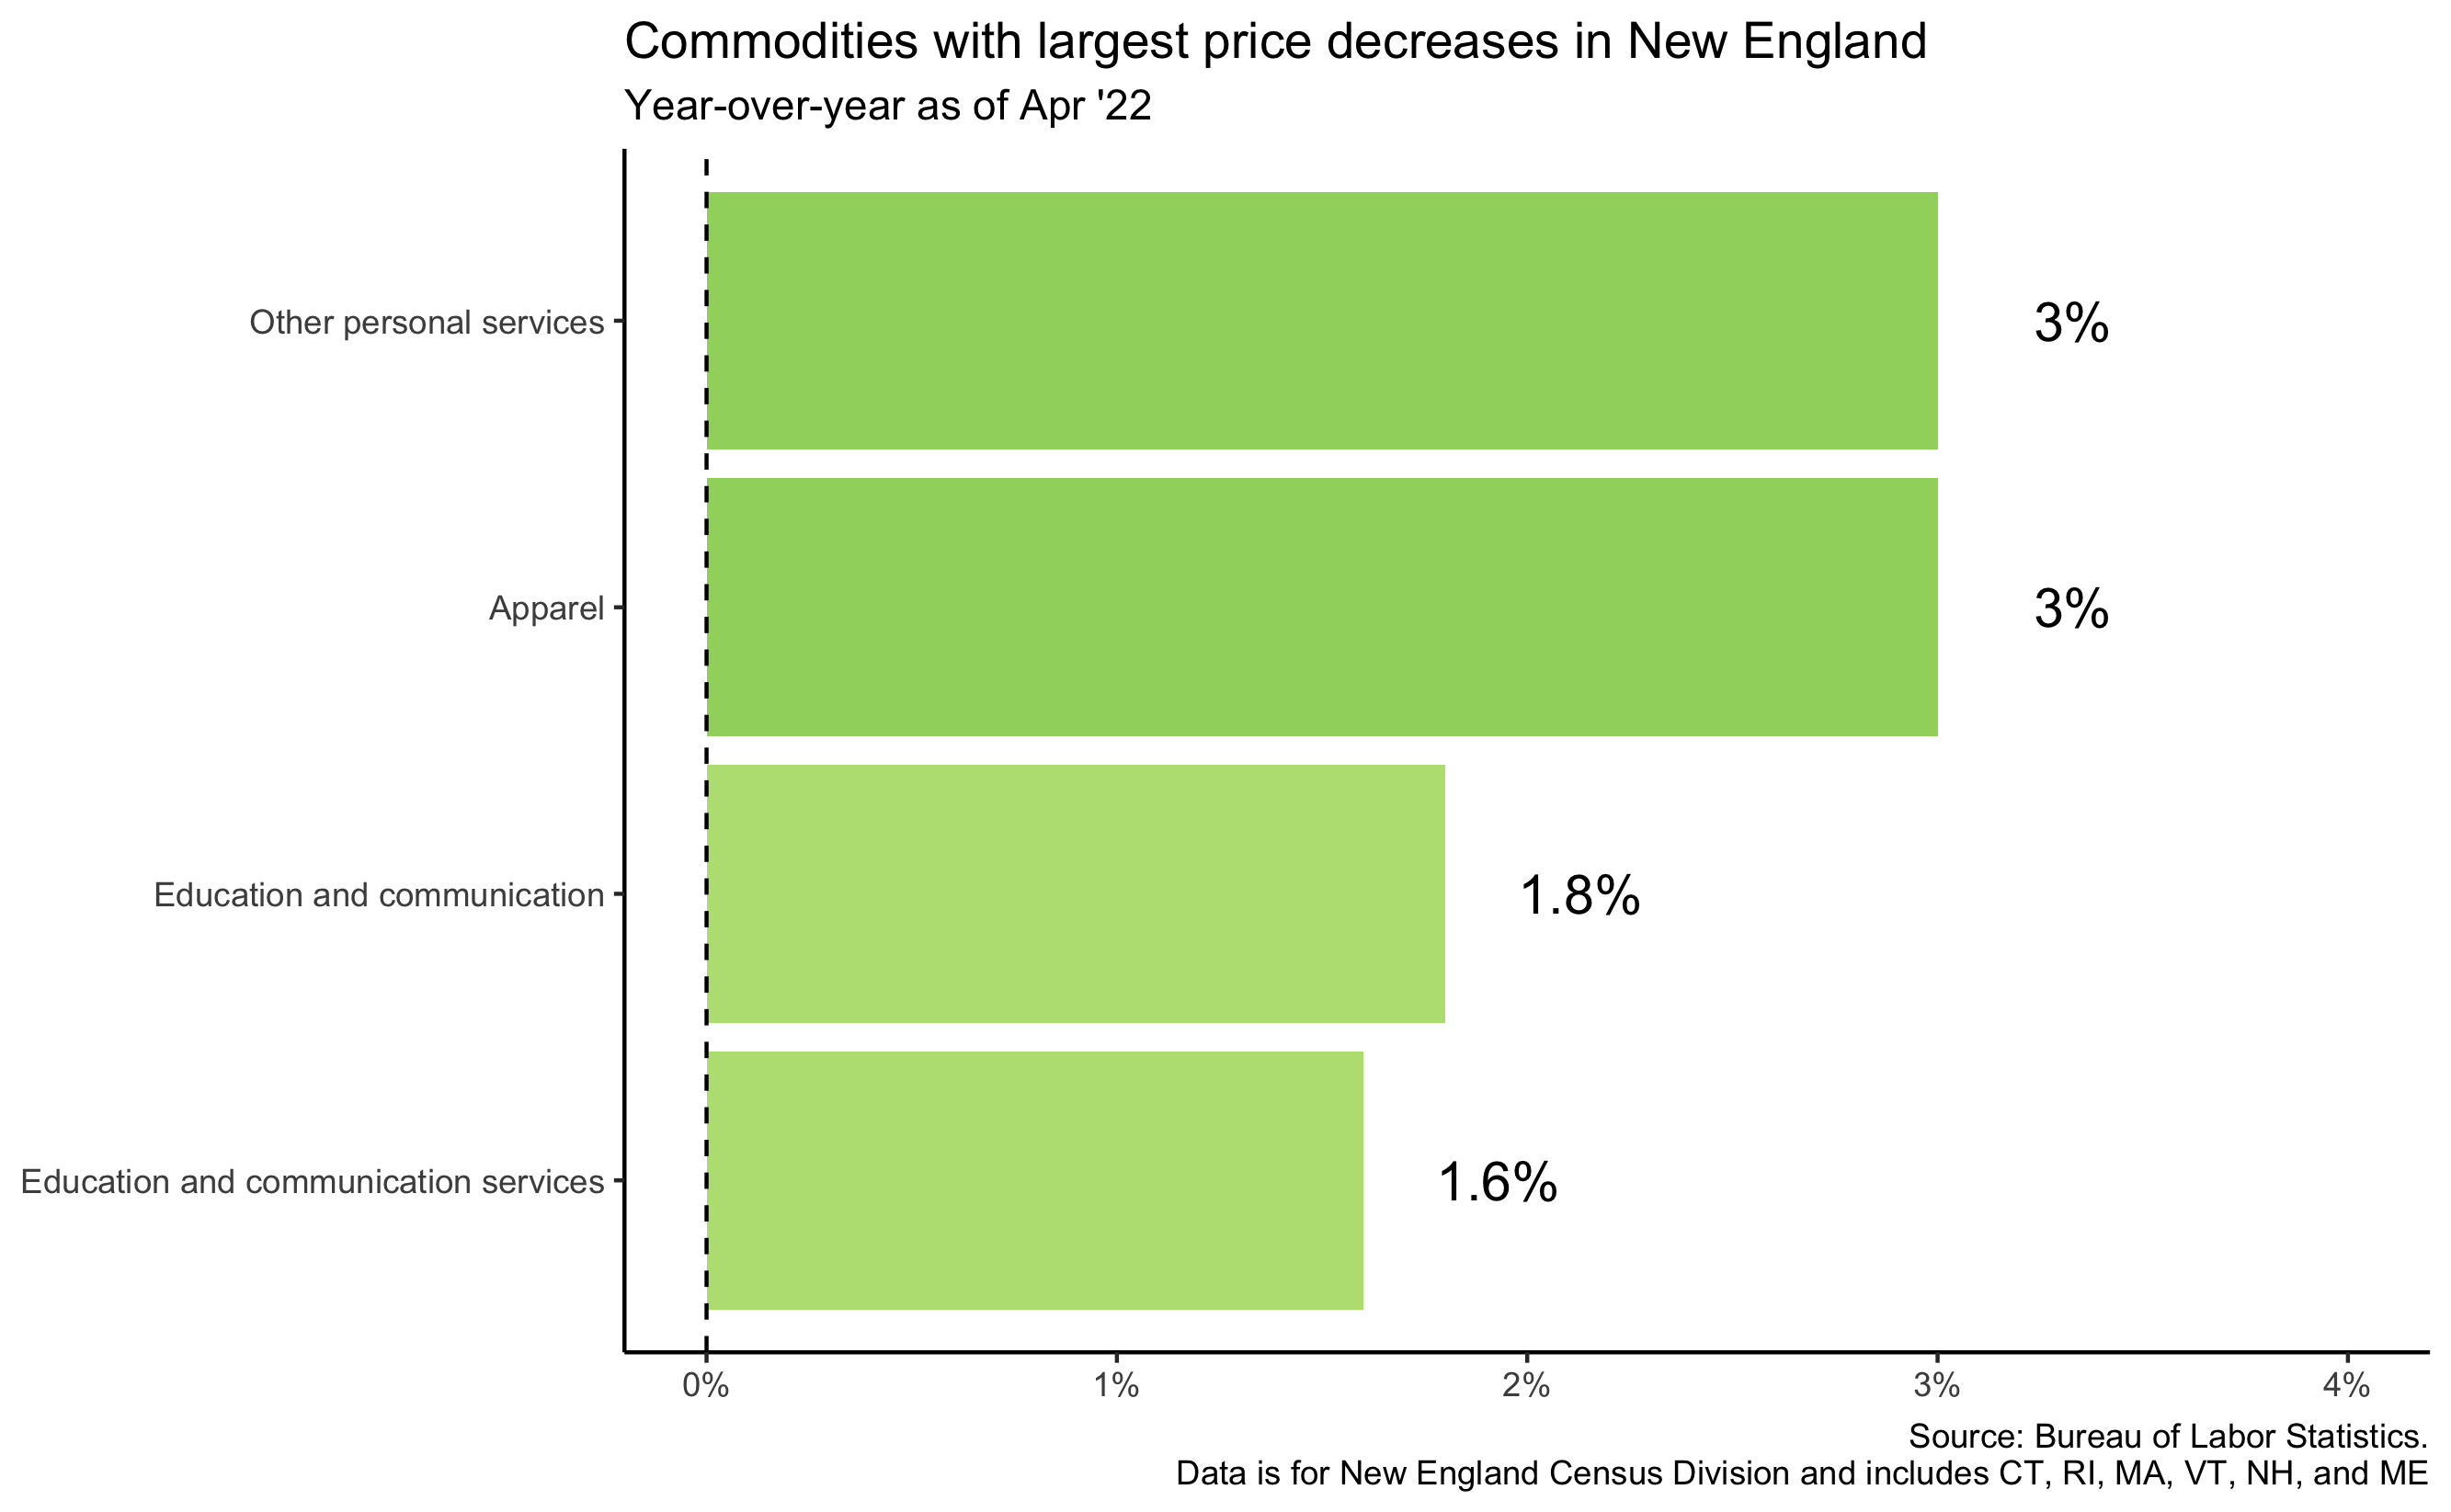 Commodities with largest price decreases in New England
Year-over-year as of Apr '22
Other personal services
3%
Apparel
3%
Education and communication
1.8%
Education and communication services
1.6%
0% 1% 2% 3% 4%
Source: Bureau of Labor Statistics.
Data is for New England Census Division and includes CT, RI, MA, VT, NH, and ME